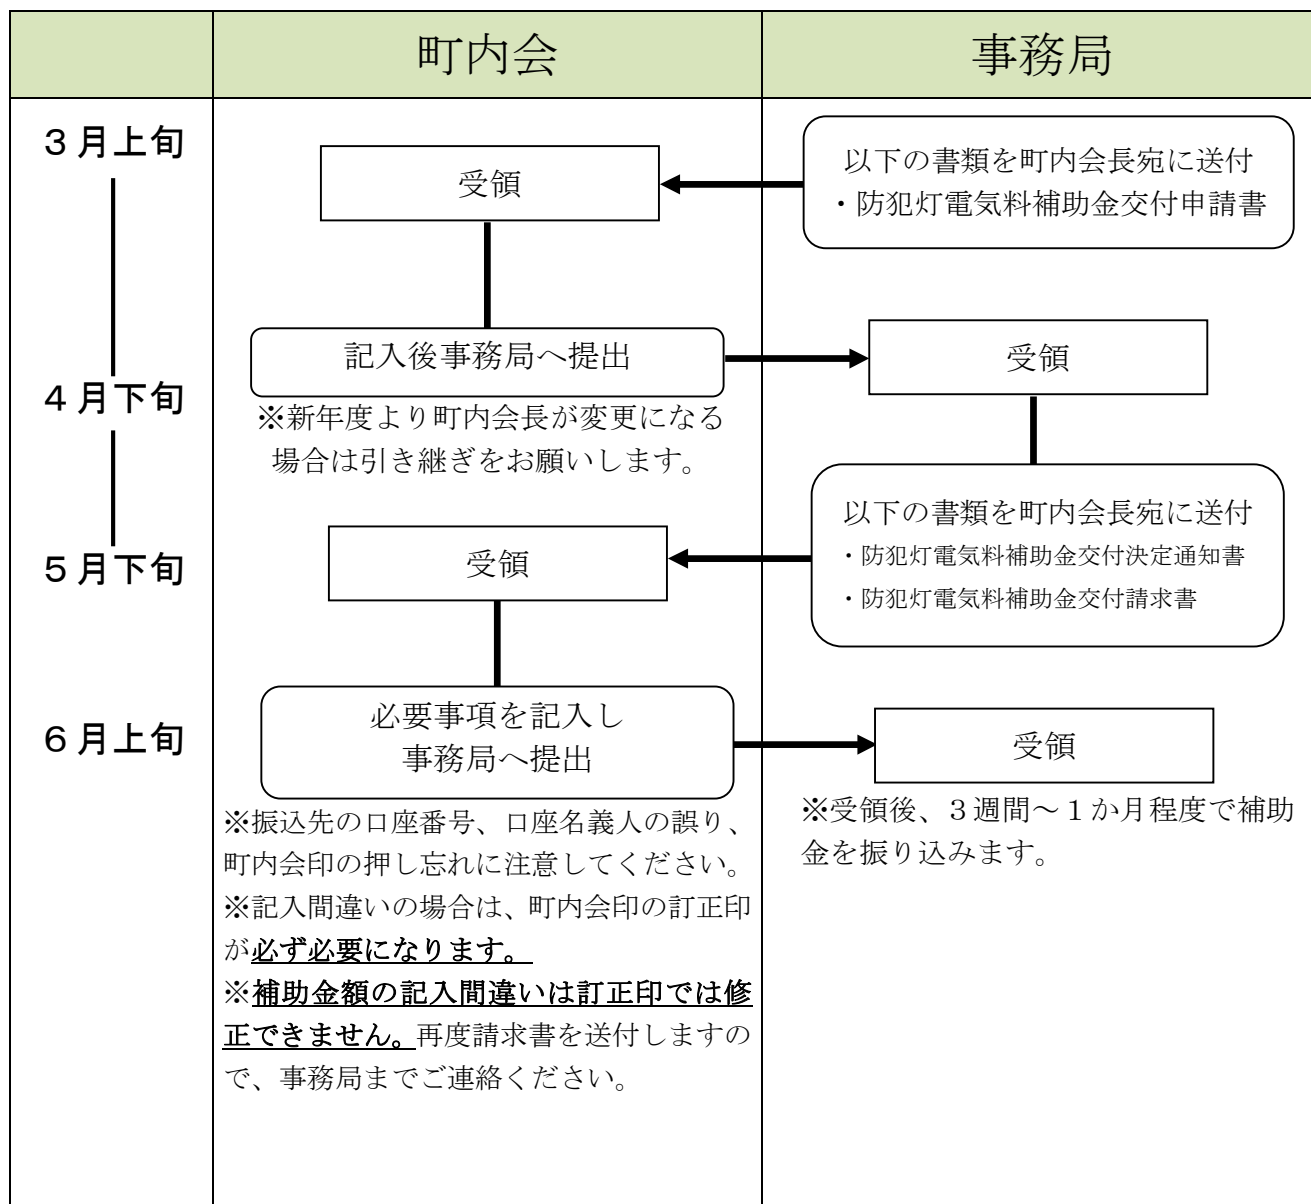 町内会
事務局
３月上旬
以下の書類を町内会長宛に送付
・防犯灯電気料補助金交付申請書
受領
記入後事務局へ提出
受領
４月下旬
※新年度より町内会長が変更になる
場合は引き継ぎをお願いします。
以下の書類を町内会長宛に送付
・防犯灯電気料補助金交付決定通知書
・防犯灯電気料補助金交付請求書
受領
５月下旬
６月上旬
必要事項を記入し
事務局へ提出
受領
※振込先の口座番号、口座名義人の誤り、
町内会印の押し忘れに注意してください。
※記入間違いの場合は、町内会印の訂正印
が必ず必要になります。
※補助金額の記入間違いは訂正印では修
正できません。再度請求書を送付しますの
で、事務局までご連絡ください。
※受領後、３週間～１か月程度で補助
金を振り込みます。